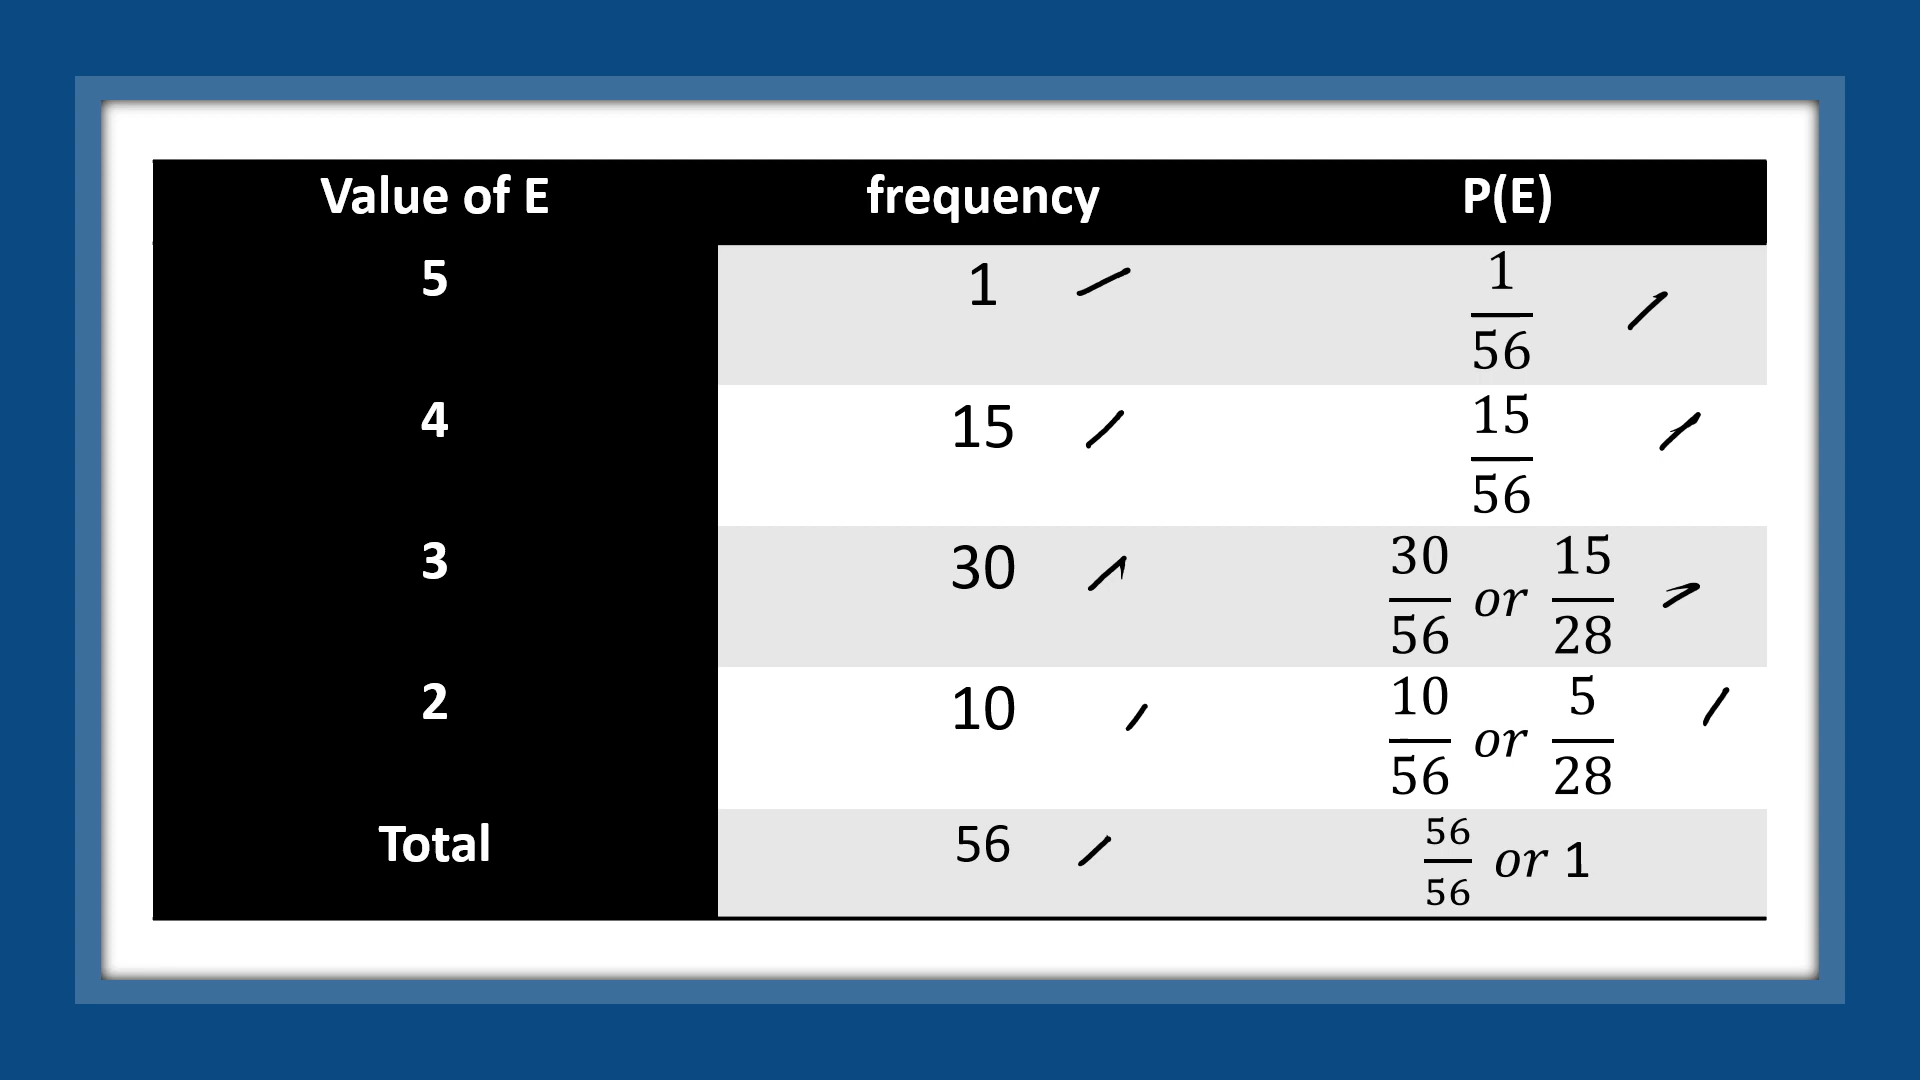 Value of E frequency P(E)
5 1 1/56
4 15 15/56
3 30 30/56 or 15/28
2 10 10/56 or 5/28
Total 56 56/56 or 1